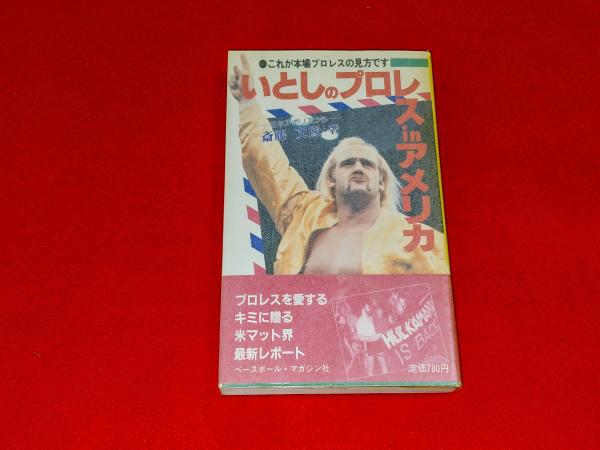 ●これが本場プロレスの見方です
いとしのプロレスinアメリカ
斎藤 文彦・著
プロレスを愛する
キミに贈る
米マット界
最新レポート
ベースボール・マガジン社
HULKAMANIA
IS BACK
定価780円